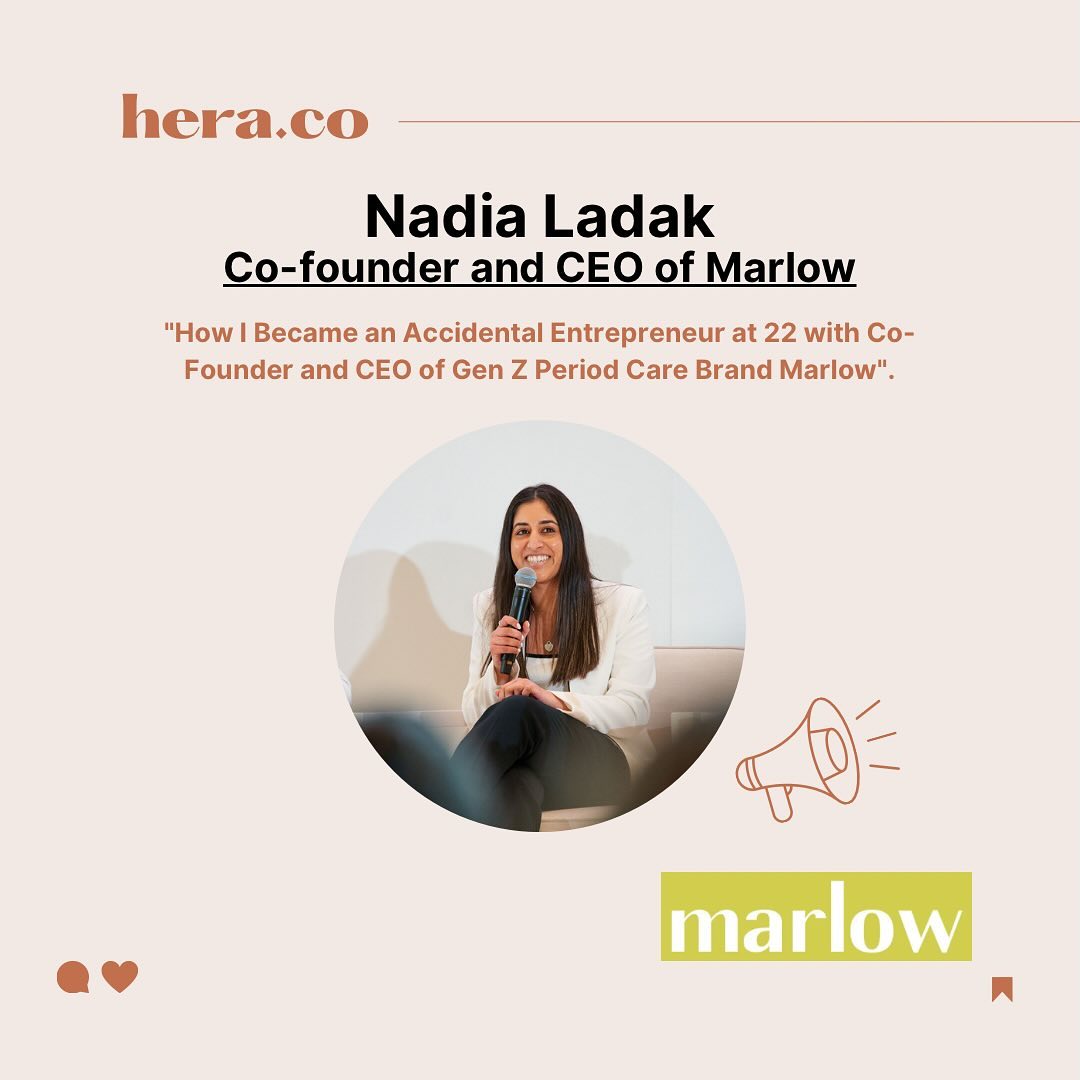 hera.co
Nadia Ladak
Co-founder and CEO of Marlow
"How I Became an Accidental Entrepreneur at 22 with Co-
Founder and CEO of Gen Z Period Care Brand Marlow".
marlow